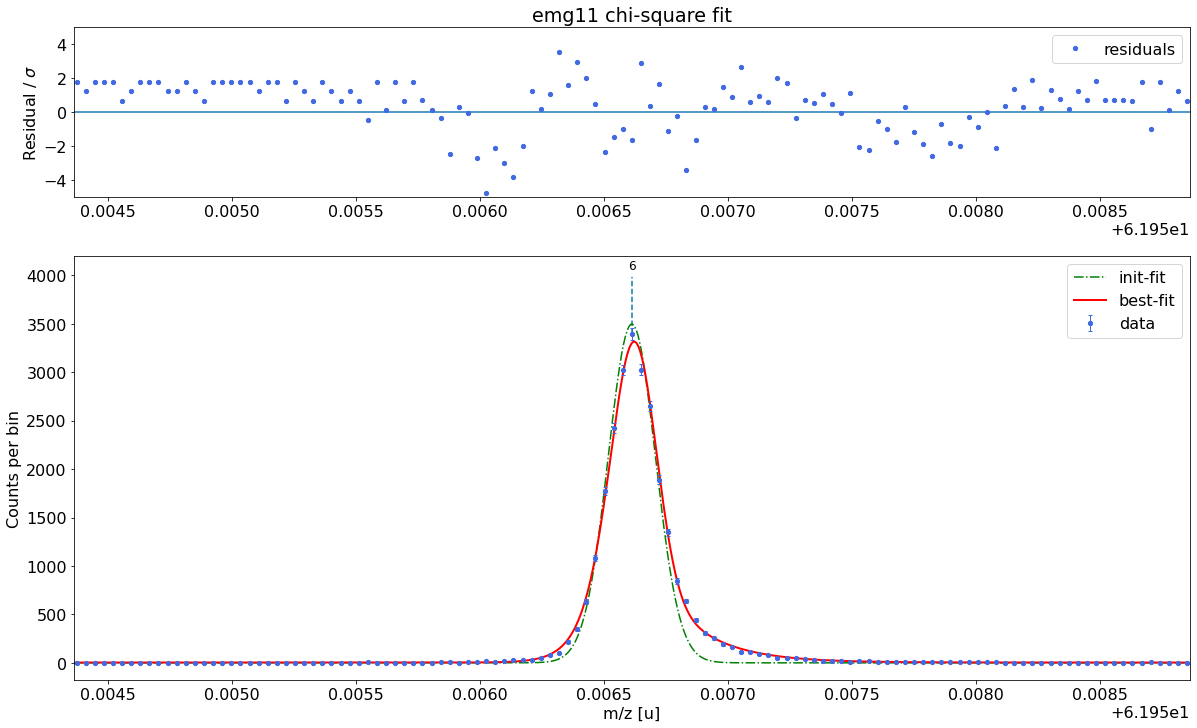 emg11 chi-square fit
Residual / σ
4
2
0
−2
−4
residuals
0.0045 0.0050 0.0055 0.0060 0.0065 0.0070 0.0075 0.0080 0.0085
+6.195e1
Counts per bin
4000
3500
3000
2500
2000
1500
1000
500
0
6
init-fit
best-fit
data
0.0045 0.0050 0.0055 0.0060 0.0065 0.0070 0.0075 0.0080 0.0085
m/z [u]
+6.195e1